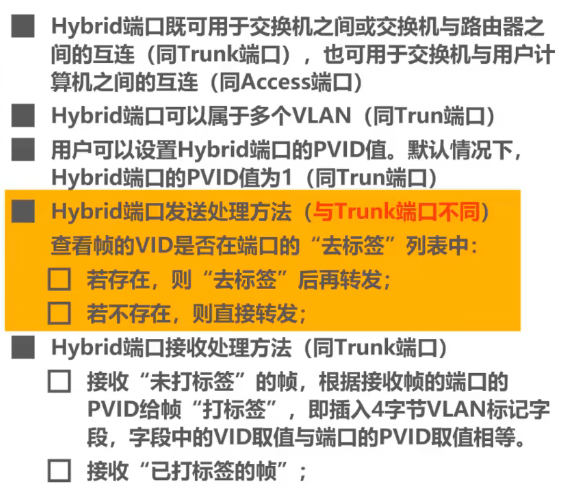 Hybrid端口既可用于交换机之间或交换机与路由器之
间的互连（同Trunk端口），也可用于交换机与用户计
算机之间的互连（同Access端口）
Hybrid端口可以属于多个VLAN（同Trun端口）
用户可以设置Hybrid端口的PVID值。默认情况下，
Hybrid端口的PVID值为1（同Trun端口）
Hybrid端口发送处理方法（与Trunk端口不同）
查看帧的VID是否在端口的“去标签”列表中：
若存在，则“去标签”后再转发；
若不存在，则直接转发；
Hybrid端口接收处理方法（同Trunk端口）
接收“未打标签”的帧，根据接收帧的端口的
PVID给帧“打标签”，即插入4字节VLAN标记字
段，字段中的VID取值与端口的PVID取值相等。
接收“已打标签的帧”；